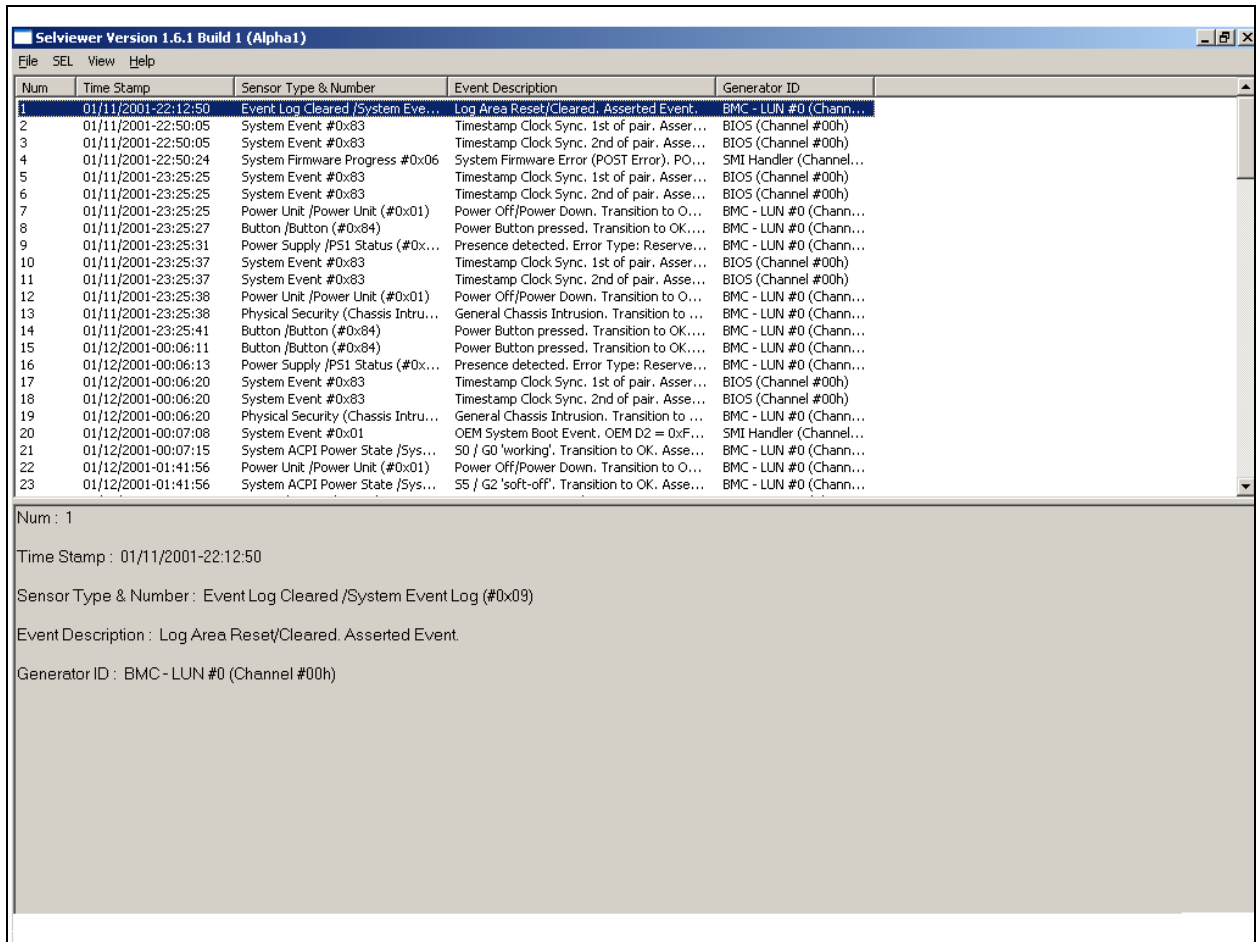 Selviewer Version 1.6.1 Build 1 (Alpha1)
File SEL View Help
Num Time Stamp Sensor Type & Number Event Description Generator ID
1 01/11/2001-22:12:50 Event Log Cleared /System Eve... Log Area Reset/Cleared. Asserted Event. BMC - LUN #0 (Chann...
2 01/11/2001-22:50:05 System Event #0x83 Timestamp Clock Sync. 1st of pair. Asser... BIOS (Channel #00h)
3 01/11/2001-22:50:05 System Event #0x83 Timestamp Clock Sync. 2nd of pair. Asse... BIOS (Channel #00h)
4 01/11/2001-22:50:24 System Firmware Progress #0x06 System Firmware Error (POST Error). PO... SMI Handler (Channel...
5 01/11/2001-23:25:25 System Event #0x83 Timestamp Clock Sync. 1st of pair. Asser... BIOS (Channel #00h)
6 01/11/2001-23:25:25 System Event #0x83 Timestamp Clock Sync. 2nd of pair. Asse... BIOS (Channel #00h)
7 01/11/2001-23:25:25 Power Unit /Power Unit (#0x01) Power Off/Power Down. Transition to O... BMC - LUN #0 (Chann...
8 01/11/2001-23:25:27 Button /Button (#0x84) Power Button pressed. Transition to OK.... BMC - LUN #0 (Chann...
9 01/11/2001-23:25:31 Power Supply /PS1 Status (#0x... Presence detected. Error Type: Reserve... BMC - LUN #0 (Chann...
10 01/11/2001-23:25:37 System Event #0x83 Timestamp Clock Sync. 1st of pair. Asser... BIOS (Channel #00h)
11 01/11/2001-23:25:37 System Event #0x83 Timestamp Clock Sync. 2nd of pair. Asse... BIOS (Channel #00h)
12 01/11/2001-23:25:38 Power Unit /Power Unit (#0x01) Power Off/Power Down. Transition to O... BMC - LUN #0 (Chann...
13 01/11/2001-23:25:38 Physical Security (Chassis Intru... General Chassis Intrusion. Transition to ... BMC - LUN #0 (Chann...
14 01/11/2001-23:25:41 Button /Button (#0x84) Power Button pressed. Transition to OK.... BMC - LUN #0 (Chann...
15 01/12/2001-00:06:11 Button /Button (#0x84) Power Button pressed. Transition to OK.... BMC - LUN #0 (Chann...
16 01/12/2001-00:06:13 Power Supply /PS1 Status (#0x... Presence detected. Error Type: Reserve... BMC - LUN #0 (Chann...
17 01/12/2001-00:06:20 System Event #0x83 Timestamp Clock Sync. 1st of pair. Asser... BIOS (Channel #00h)
18 01/12/2001-00:06:20 System Event #0x83 Timestamp Clock Sync. 2nd of pair. Asse... BIOS (Channel #00h)
19 01/12/2001-00:06:20 Physical Security (Chassis Intru... General Chassis Intrusion. Transition to ... BMC - LUN #0 (Chann...
20 01/12/2001-00:07:08 System Event #0x01 OEM System Boot Event. OEM D2 = 0xF... SMI Handler (Channel...
21 01/12/2001-00:07:15 System ACPI Power State /Sys... S0 / G0 'working'. Transition to OK. Asse... BMC - LUN #0 (Chann...
22 01/12/2001-01:41:56 Power Unit /Power Unit (#0x01) Power Off/Power Down. Transition to O... BMC - LUN #0 (Chann...
23 01/12/2001-01:41:56 System ACPI Power State /Sys... S5 / G2 'soft-off'. Transition to OK. Asse... BMC - LUN #0 (Chann...
Num : 1
Time Stamp : 01/11/2001-22:12:50
Sensor Type & Number : Event Log Cleared /System Event Log (#0x09)
Event Description : Log Area Reset/Cleared. Asserted Event.
Generator ID : BMC - LUN #0 (Channel #00h)